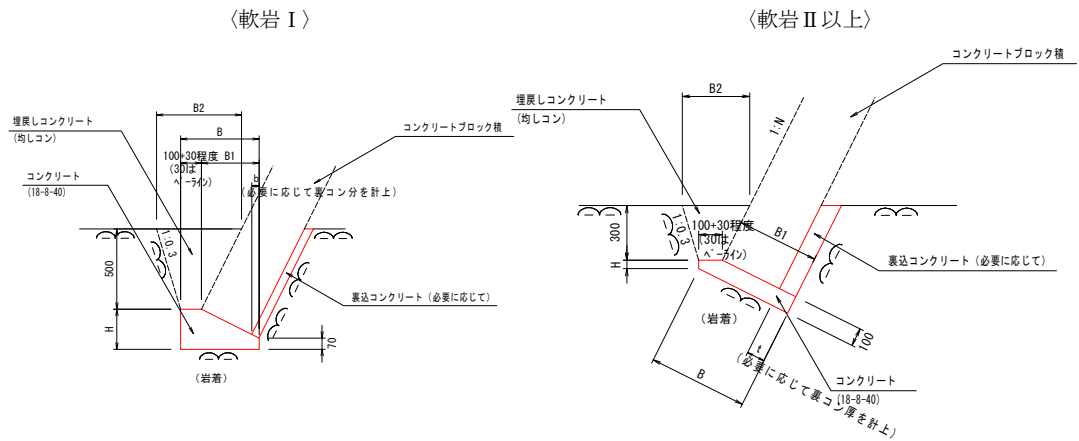 〈軟岩Ⅰ〉
B2
埋戻しコンクリート
(均しコン)
B
コンクリートブロック積
100+30程度
B1
(30は
ベーライン)
b
コンクリート
(18-8-40)
(必要に応じて裏コン分を計上)
1:0.3
500
裏込コンクリート(必要に応じて)
H
70
(岩着)
〈軟岩Ⅱ以上〉
コンクリートブロック積
B2
埋戻しコンクリート
(均しコン)
1:N
1:0.3
300
100+30程度
(30は
ベーライン)
B1
裏込コンクリート(必要に応じて)
H
(岩着)
100
t
B
(必要に応じて裏コン厚を計上)
コンクリート
(18-8-40)